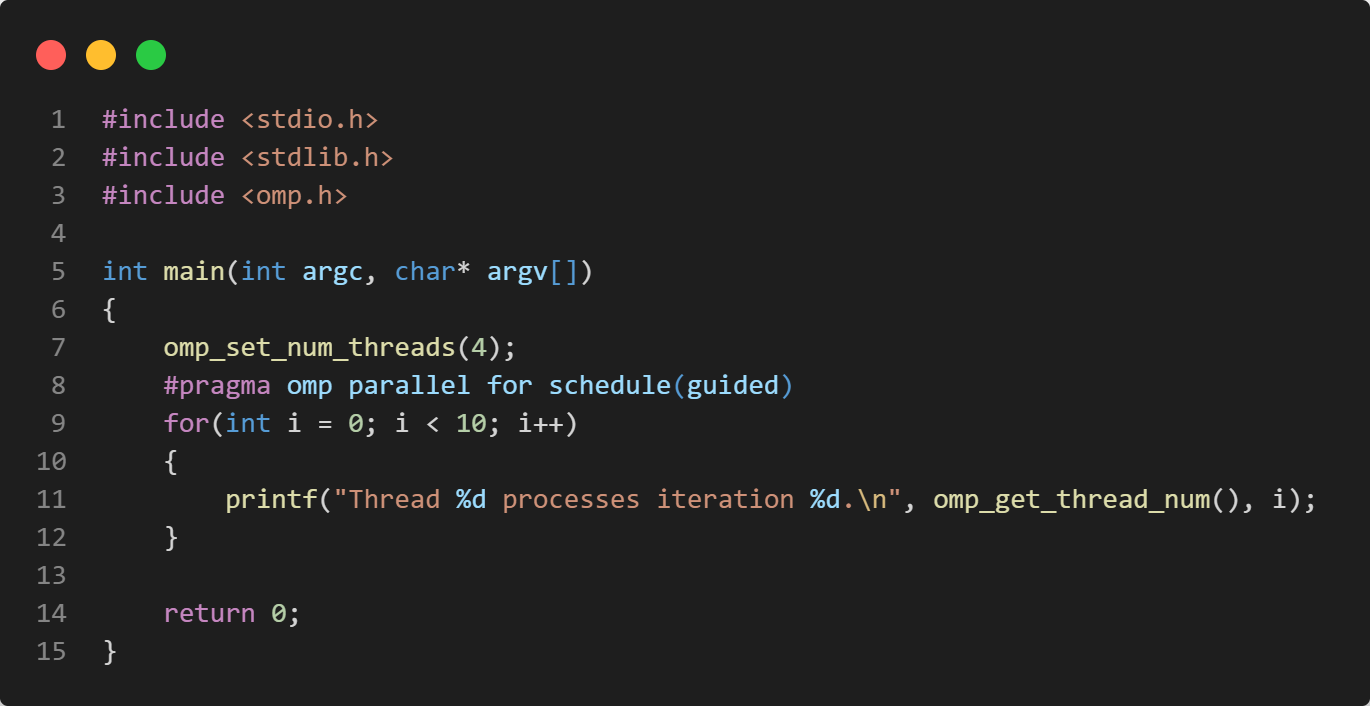 1 #include <stdio.h>
2 #include <stdlib.h>
3 #include <omp.h>
4
5 int main(int argc, char* argv[])
6 {
7     omp_set_num_threads(4);
8     #pragma omp parallel for schedule(guided)
9     for(int i = 0; i < 10; i++)
10     {
11         printf("Thread %d processes iteration %d.\n", omp_get_thread_num(), i);
12     }
13
14     return 0;
15 }